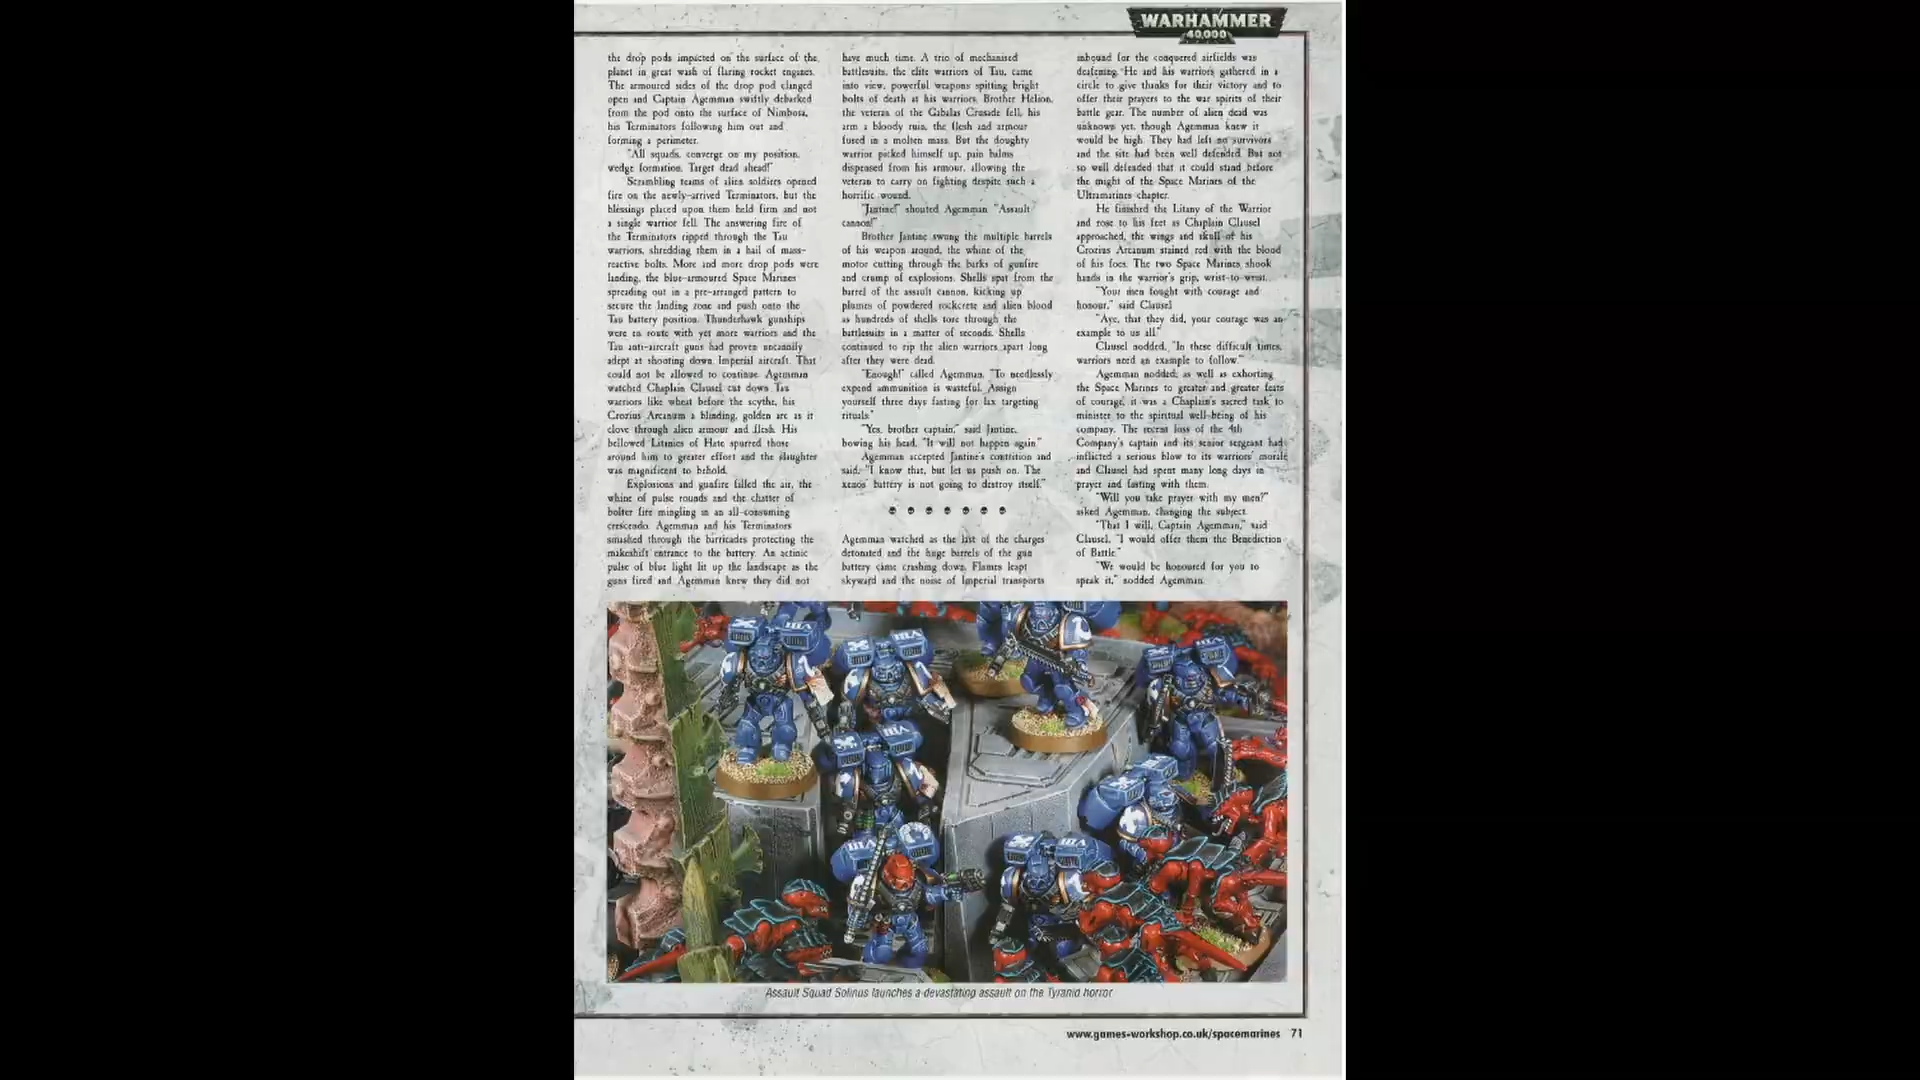 WARHAMMER
40,000
the drop pods impacted on the surface of the
planet in great wash of flaring rocket engines.
The armoured sides of the drop pod clanged
open and Captain Agemman swiftly debarked
from the pod onto the surface of Nimbosa,
his Terminators following him out and
forming a perimeter.
"All squads, converge on my position,
wedge formation. Target dead ahead!"
Scrambling teams of alien soldiers opened
fire on the newly-arrived Terminators, but the
blessings placed upon them held firm and not
a single warrior fell. The answering fire of
the Terminators ripped through the Tau
warriors, shredding them in a hail of mass-
reactive bolts. More and more drop pods were
landing, the blue-armoured Space Marines
spreading out in a pre-arranged pattern to
secure the landing zone and push onto the
Tau battery position. Thunderhawk gunships
were en route with yet more warriors and the
Tau anti-aircraft guns had proven uncannily
adept at shooting down Imperial aircraft. That
could not be allowed to continue. Agemman
watched Chaplain Clausel cut down Tau
warriors like wheat before the scythe, his
Crozius Arcanum a blinding, golden arc as it
clove through alien armour and flesh. His
bellowed Litanies of Hate spurred those
around him to greater effort and the slaughter
was magnificent to behold.
Explosions and gunfire filled the air, the
whine of pulse rounds and the chatter of
bolter fire mingling in an all-consuming
crescendo. Agemman and his Terminators
smashed through the barricades protecting the
makeshift entrance to the battery. An actinic
pulse of blue light lit up the landscape as the
guns fired and Agemman knew they did not
have much time. A trio of mechanised
battlesuits, the elite warriors of Tau, came
into view, powerful weapons spitting bright
bolts of death at his warriors. Brother Helion,
the veteran of the Gabalas Crusade fell, his
arm a bloody ruin, the flesh and armour
fused in a molten mass. But the doughty
warrior picked himself up, pain balms
dispensed from his armour, allowing the
veteran to carry on fighting despite such a
horrific wound.
"Jantine!" shouted Agemman "Assault
cannon!"
Brother Jantine swung the multiple barrels
of his weapon around, the whine of the
motor cutting through the barks of gunfire
and crump of explosions. Shells spat from the
barrel of the assault cannon, kicking up
plumes of powdered rockcrete and alien blood
as hundreds of shells tore through the
battlesuits in a matter of seconds. Shells
continued to rip the alien warriors apart long
after they were dead.
"Enough!" called Agemman. "To needlessly
expend ammunition is wasteful. Assign
yourself three days fasting for lax targeting
rituals."
"Yes, brother captain," said Jantine,
bowing his head. "It will not happen again."
Agemman accepted Jantine's contrition and
said, "I know that, but let us push on. The
xenos' battery is not going to destroy itself."
Agemman watched as the last of the charges
detonated and the huge barrels of the gun
battery came crashing down. Flames leapt
skyward and the noise of Imperial transports
inbound for the conquered airfields was
deafening. He and his warriors gathered in a
circle to give thanks for their victory and to
offer their prayers to the war spirits of their
battle gear. The number of alien dead was
unknown yet, though Agemman knew it
would be high. They had left no survivors
and the site had been well defended. But not
so well defended that it could stand before
the might of the Space Marines of the
Ultramarines chapter.
He finished the Litany of the Warrior
and rose to his feet as Chaplain Clausel
approached, the wings and skull of his
Crozius Arcanum stained red with the blood
of his foes. The two Space Marines shook
hands in the warrior's grip, wrist-to-wrist.
"Your men fought with courage and
honour," said Clausel
"Aye, that they did, your courage was an
example to us all."
Clausel nodded, "In these difficult times,
warriors need an example to follow."
Agemman nodded; as well as exhorting
the Space Marines to greater and greater feats
of courage, it was a Chaplain's sacred task to
minister to the spiritual well-being of his
company. The recent loss of the 4th
Company's captain and its senior sergeant had
inflicted a serious blow to its warriors' morale
and Clausel had spent many long days in
prayer and fasting with them.
"Will you take prayer with my men?"
asked Agemman, changing the subject.
"That I will, Captain Agemman," said
Clausel. "I would offer them the Benediction
of Battle."
"We would be honoured for you to
speak it," nodded Agemman.
Assault Squad Solinus launches a devastating assault on the Tyranid horror
www.games-workshop.co.uk/spacemarines 71